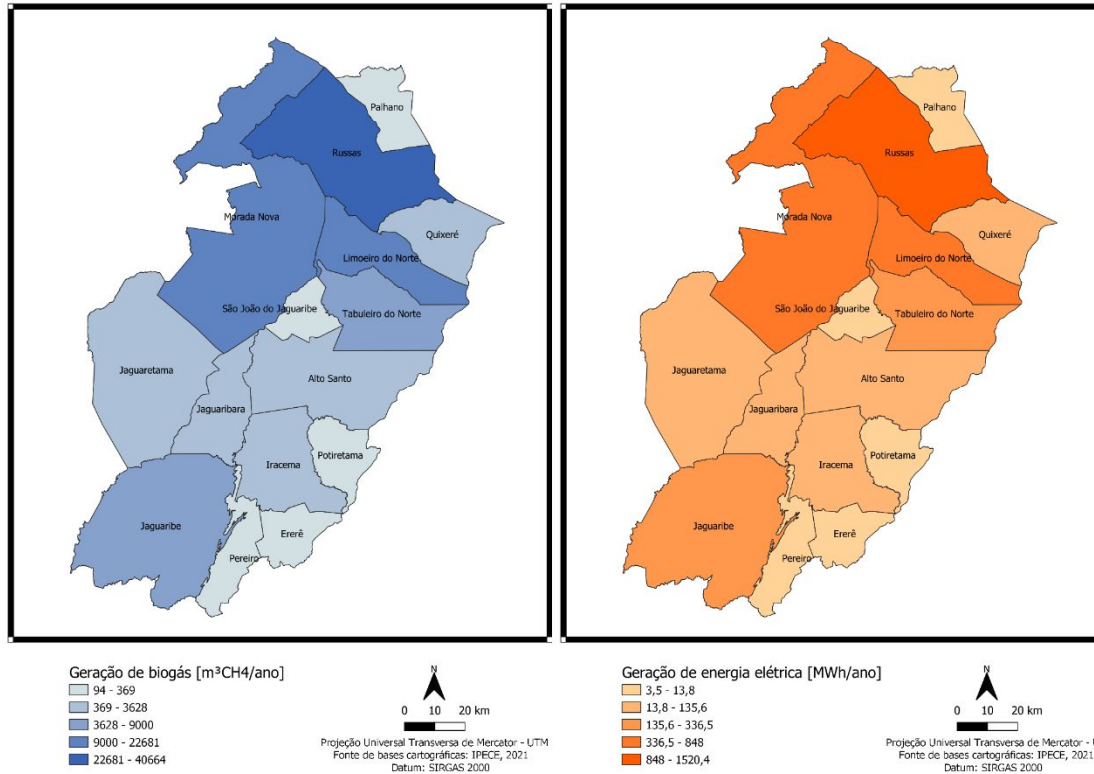 Palhano
Russas
Morada Nova
Quixeré
Limoeiro do Norte
São João do Jaguaribe
Tabuleiro do Norte
Jaguaretama
Alto Santo
Jaguaribara
Potiretama
Iracema
Jaguaribe
Ererê
Pereiro
Geração de biogás [m³CH4/ano]
94 - 369
369 - 3628
3628 - 9000
9000 - 22681
22681 - 40664
N
0 10 20 km
Projeção Universal Transversa de Mercator - UTM
Fonte de bases cartográficas: IPECE, 2021
Datum: SIRGAS 2000
Palhano
Russas
Morada Nova
Quixeré
Limoeiro do Norte
São João do Jaguaribe
Tabuleiro do Norte
Jaguaretama
Alto Santo
Jaguaribara
Potiretama
Iracema
Jaguaribe
Ererê
Pereiro
Geração de energia elétrica [MWh/ano]
3,5 - 13,8
13,8 - 135,6
135,6 - 336,5
336,5 - 848
848 - 1520,4
N
0 10 20 km
Projeção Universal Transversa de Mercator - U
Fonte de bases cartográficas: IPECE, 2021
Datum: SIRGAS 2000